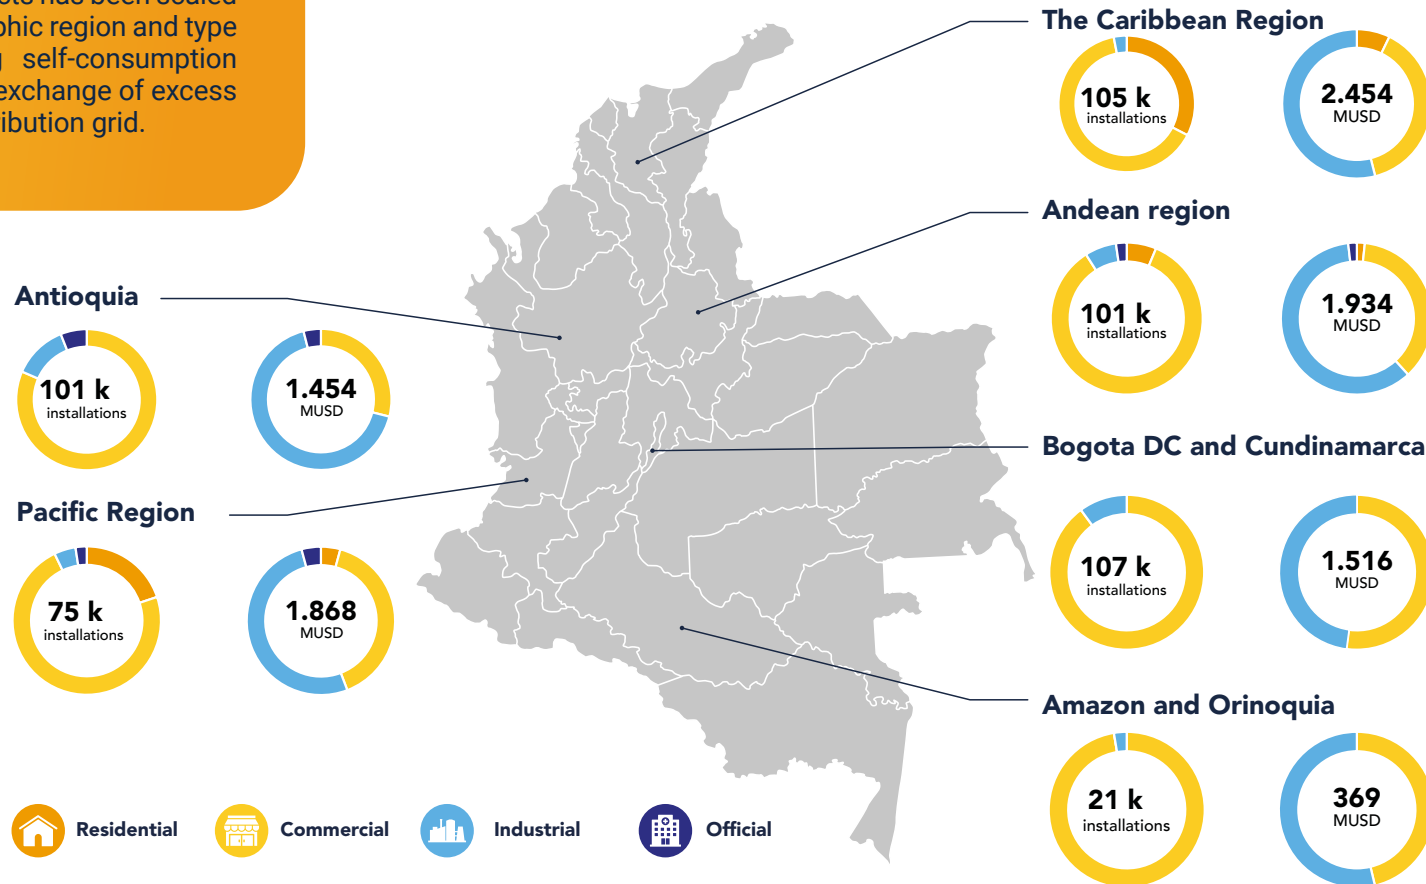 phic region and type
self-consumption
exchange of excess
ribution grid.
The Caribbean Region
105 k
installations
2.454
MUSD
Andean region
101 k
installations
1.934
MUSD
Antioquia
101 k
installations
1.454
MUSD
Bogota DC and Cundinamarca
107 k
installations
1.516
MUSD
Pacific Region
75 k
installations
1.868
MUSD
Amazon and Orinoquia
21 k
installations
369
MUSD
Residential
Commercial
Industrial
Official